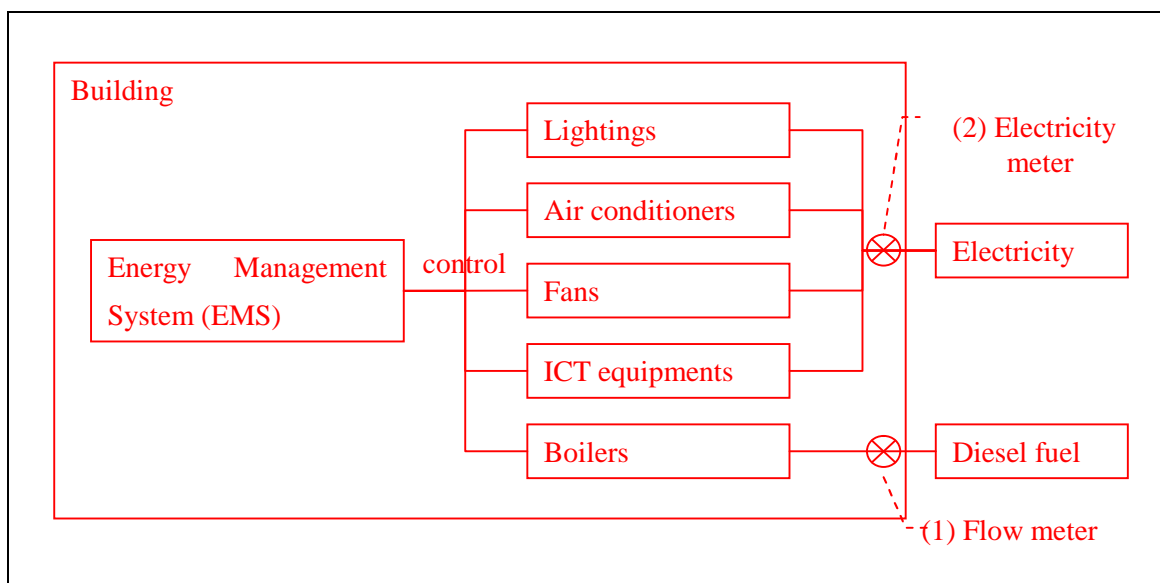 Building
Lightings
(2) Electricity
meter
Air conditioners
Energy Management
System (EMS)
control
Electricity
Fans
ICT equipments
Boilers
Diesel fuel
(1) Flow meter